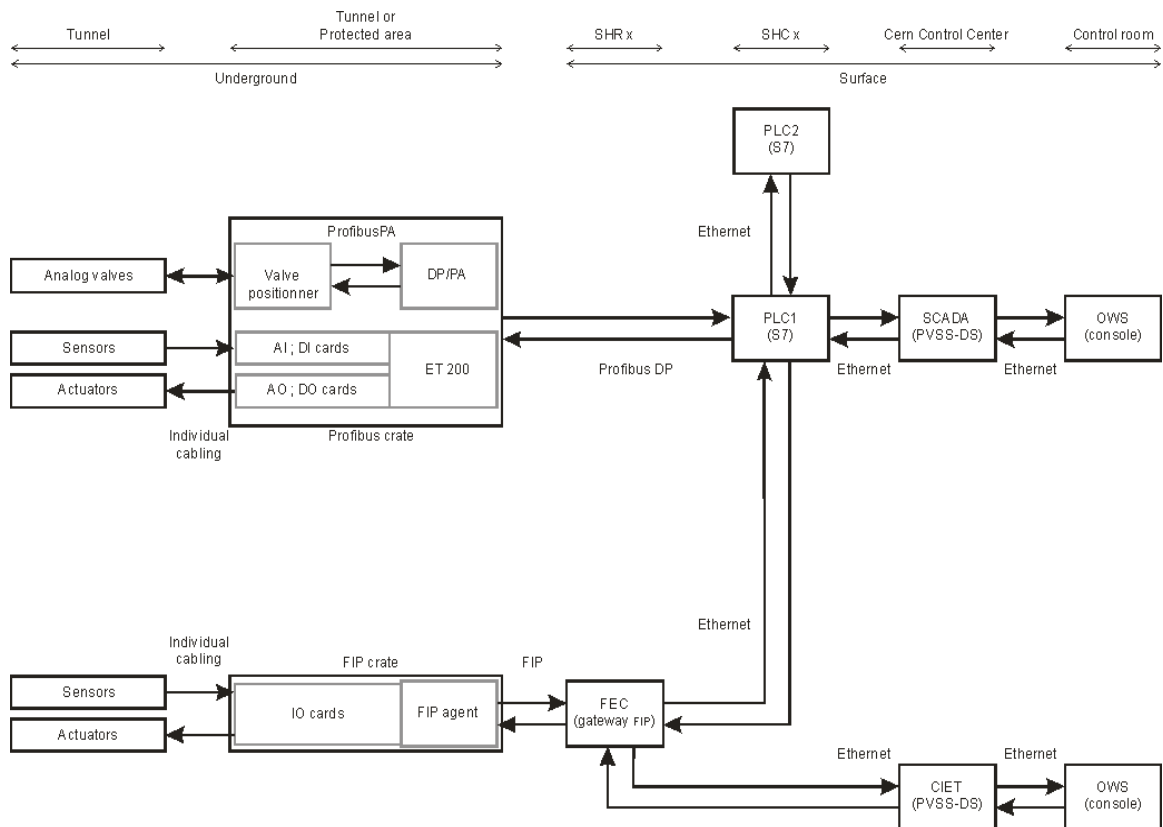 Tunnel
Tunnel or
Protected area
SHR x
SHC x
Cern Control Center
Control room
Underground
Surface
PLC2
(S7)
Ethernet
ProfibusPA
Analog valves
Valve
positionner
DP/PA
PLC1
(S7)
SCADA
(PVSS-DS)
OWS
(console)
Sensors
AI ; DI cards
ET 200
Profibus DP
Ethernet
Ethernet
Actuators
AO ; DO cards
Individual
cabling
Profibus crate
Ethernet
Individual
cabling
FIP crate
FIP
Sensors
IO cards
FIP agent
FEC
(gateway FIP)
Actuators
Ethernet
Ethernet
CIET
(PVSS-DS)
OWS
(console)